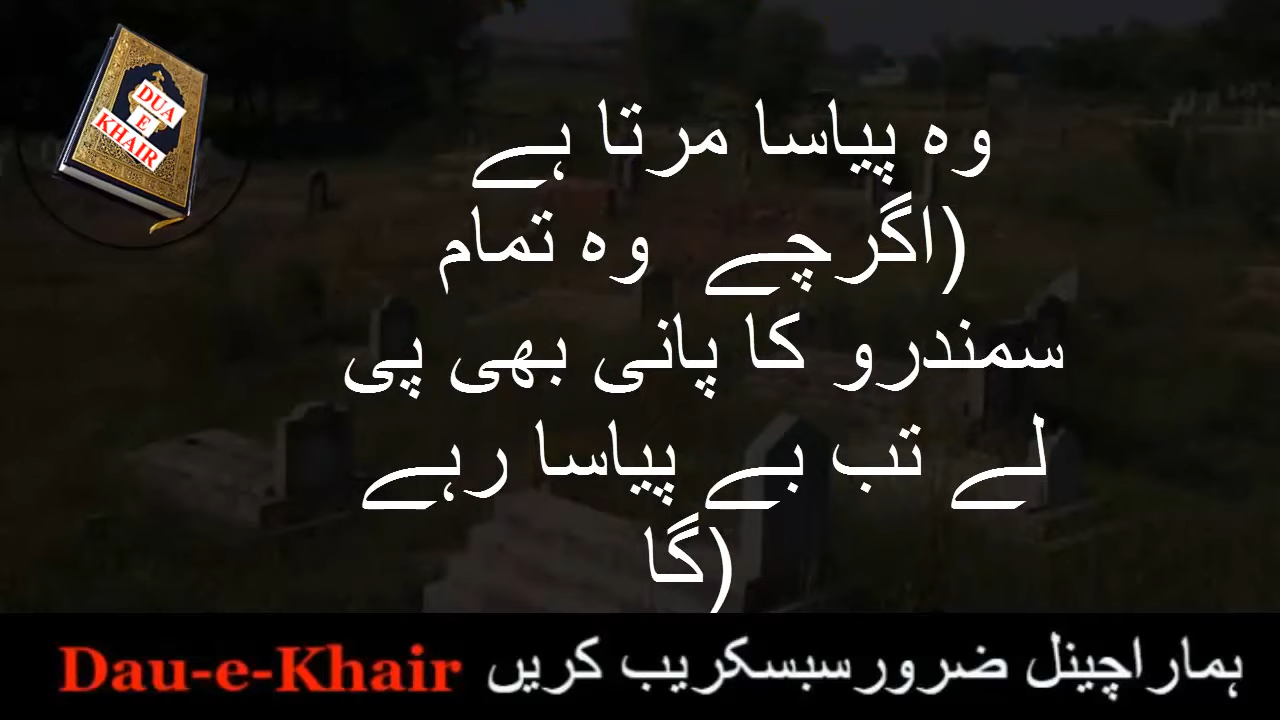 DUA
E
KHAIR
وہ پیاسا مرتا ہے
(اگرچے وہ تمام
سمندرو کا پانی بھی پی
لے تب بے پیاسا رہے
گا)
Dau-e-Khair ہمارا چینل ضرور سبسکریب کریں